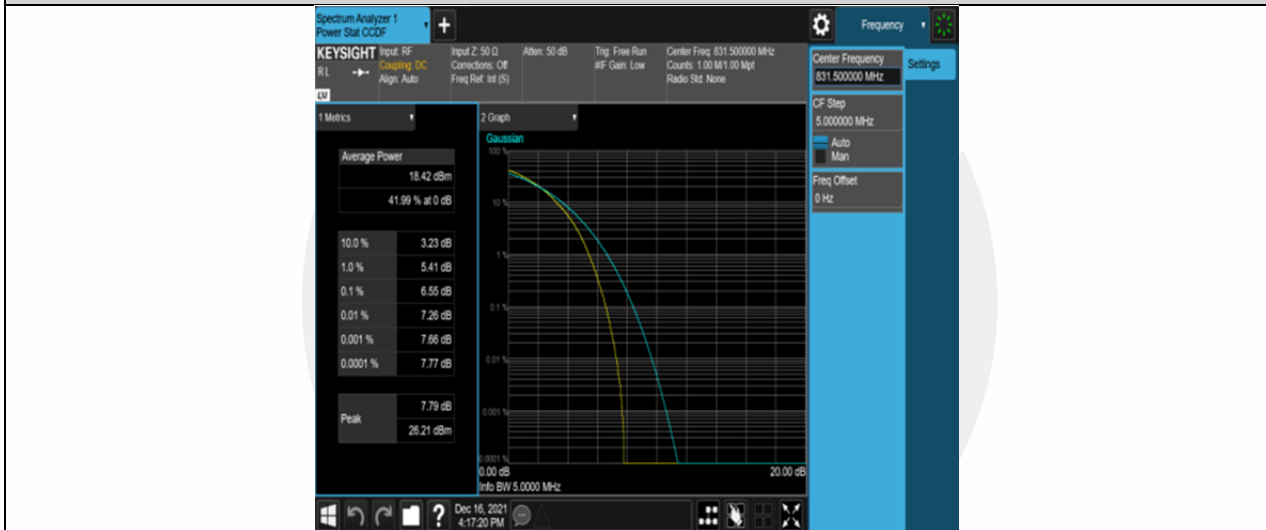 Spectrum Analyzer 1
Power Stat CCDF
+
Frequency
KEYSIGHT
R L
LV
Input: RF
Coupling: DC
Align: Auto
Input Z: 50 Ω
Corrections: Off
Freq Ref: Int (S)
Atten: 50 dB
Trig: Free Run
#IF Gain: Low
Center Freq: 831.500000 MHz
Counts: 1.00 M/1.00 Mpt
Radio Std: None
Center Frequency
831.500000 MHz
Settings
CF Step
5.000000 MHz
Auto
Man
Freq Offset
0 Hz
1 Metrics
Average Power
18.42 dBm
41.99 % at 0 dB
10.0 % 3.23 dB
1.0 % 5.41 dB
0.1 % 6.55 dB
0.01 % 7.26 dB
0.001 % 7.66 dB
0.0001 % 7.77 dB
Peak
7.79 dB
26.21 dBm
2 Graph
Gaussian
100 %
10 %
1 %
0.1 %
0.01 %
0.001 %
0.0001 %
0.00 dB 20.00 dB
Info BW 5.0000 MHz
?
Dec 16, 2021
4:17:20 PM